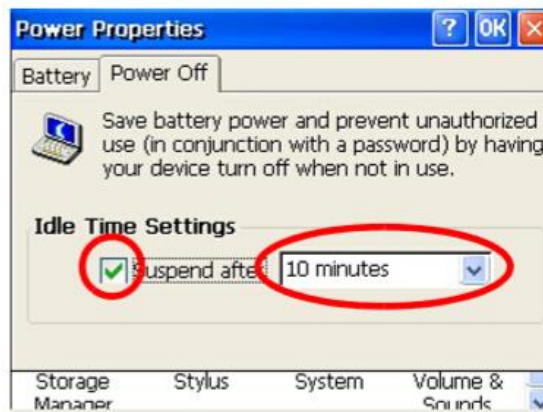 Power Properties ? OK ×
Battery Power Off
Save battery power and prevent unauthorized
use (in conjunction with a password) by having
your device turn off when not in use.
Idle Time Settings
Suspend after 10 minutes
Storage Stylus System Volume &
Manager Sounds